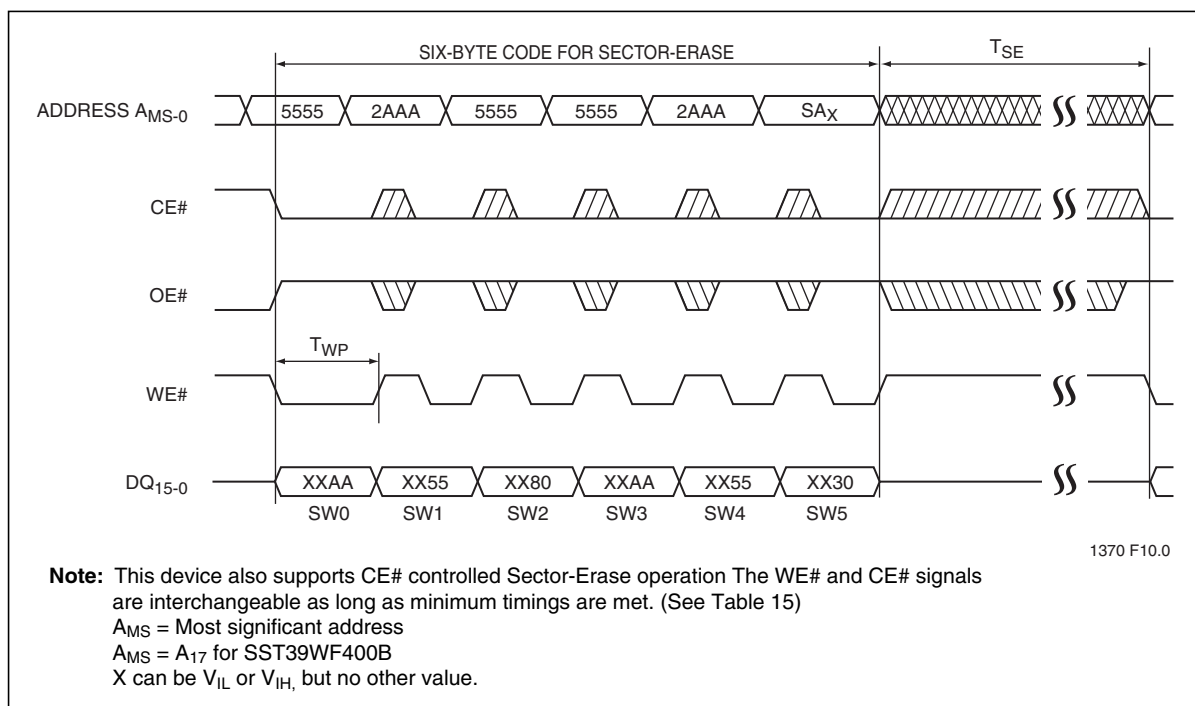 SIX-BYTE CODE FOR SECTOR-ERASE TSE
ADDRESS AMS-0 5555 2AAA 5555 5555 2AAA SAX
CE#
OE#
TWP
WE#
DQ15-0 XXAA XX55 XX80 XXAA XX55 XX30
SW0 SW1 SW2 SW3 SW4 SW5
1370 F10.0
Note: This device also supports CE# controlled Sector-Erase operation The WE# and CE# signals
are interchangeable as long as minimum timings are met. (See Table 15)
AMS = Most significant address
AMS = A17 for SST39WF400B
X can be VIL or VIH, but no other value.